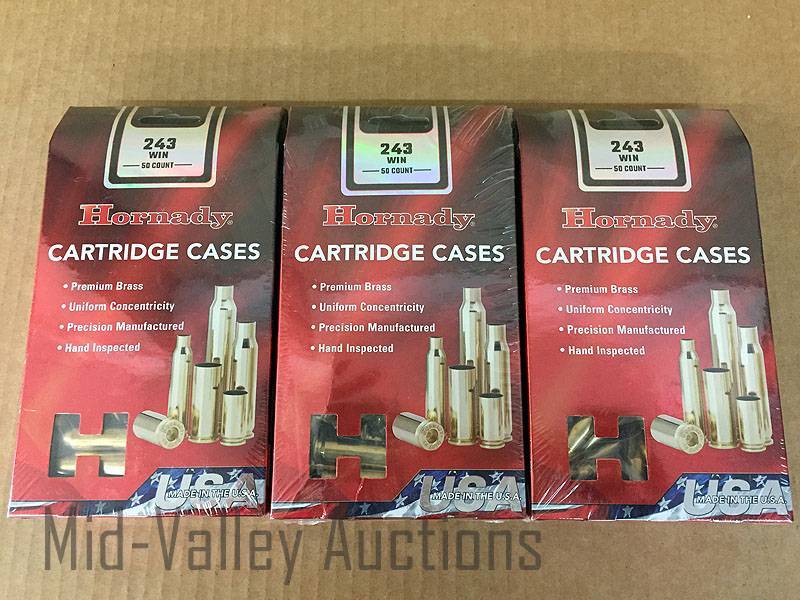 243
WIN
50 COUNT
Hornady
CARTRIDGE CASES
• Premium Brass
• Uniform Concentricity
• Precision Manufactured
• Hand Inspected
H
USA
MADE IN THE U.S.A.
243
WIN
50 COUNT
Hornady
CARTRIDGE CASES
• Premium Brass
• Uniform Concentricity
• Precision Manufactured
• Hand Inspected
H
USA
MADE IN THE U.S.A.
243
WIN
50 COUNT
Hornady
CARTRIDGE CASES
• Premium Brass
• Uniform Concentricity
• Precision Manufactured
• Hand Inspected
H
USA
MADE IN THE U.S.A.
Mid-Valley Auctions